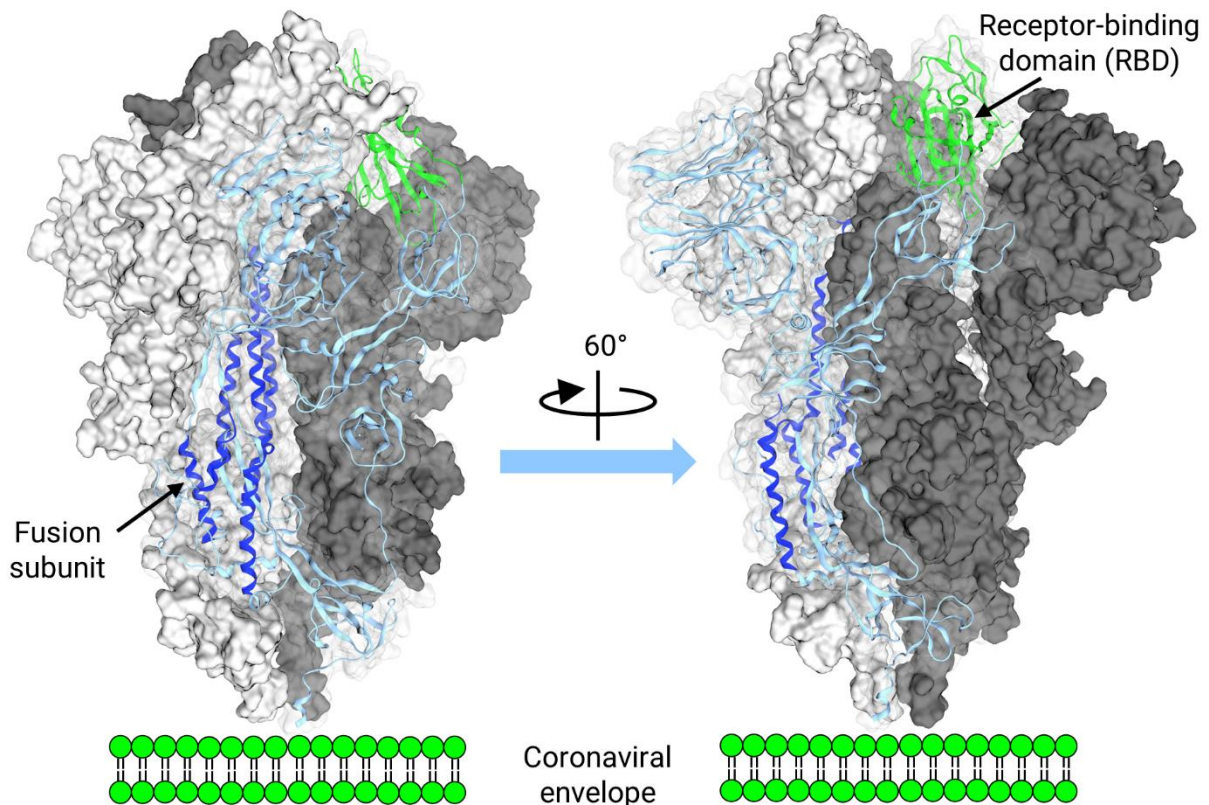 Receptor-binding
domain (RBD)
60°
Fusion
subunit
Coronaviral
envelope